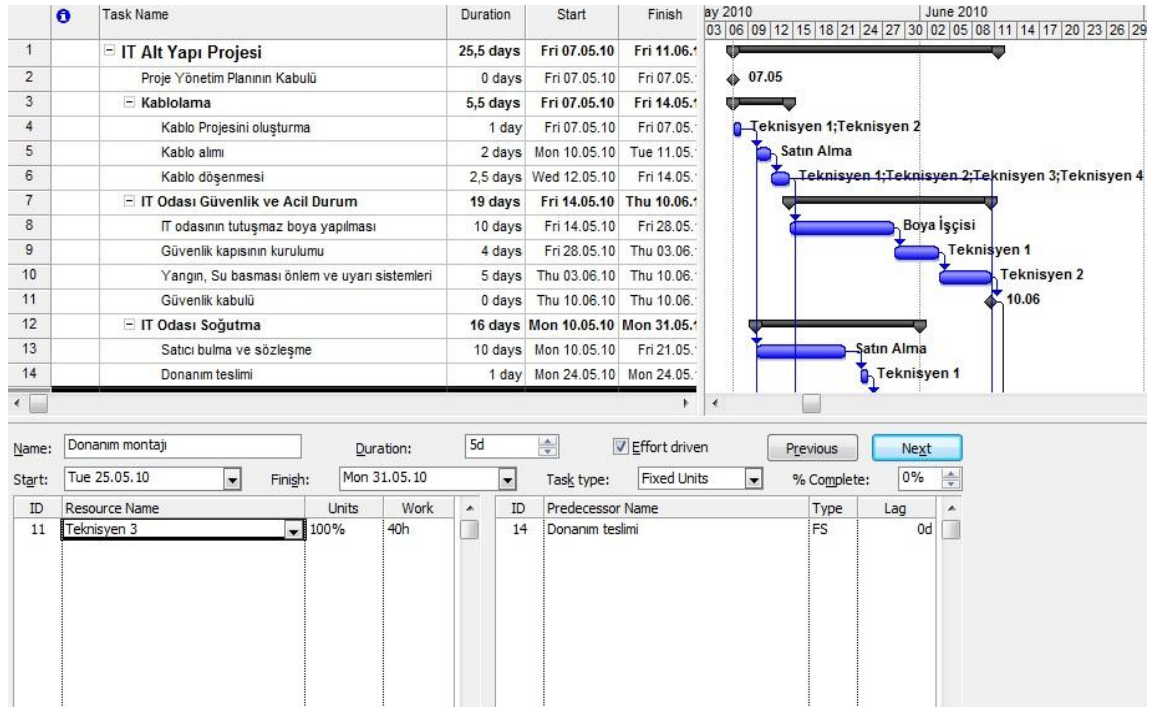 Task Name Duration Start Finish ay 2010 June 2010
03 06 09 12 15 18 21 24 27 30 02 05 08 11 14 17 20 23 26 29
1 IT Alt Yapı Projesi 25,5 days Fri 07.05.10 Fri 11.06.1
2 Proje Yönetim Planının Kabulü 0 days Fri 07.05.10 Fri 07.05. 07.05
3 Kablolama 5,5 days Fri 07.05.10 Fri 14.05.1
4 Kablo Projesini oluşturma 1 day Fri 07.05.10 Fri 07.05. Teknisyen 1;Teknisyen 2
5 Kablo alımı 2 days Mon 10.05.10 Tue 11.05. Satın Alma
6 Kablo döşenmesi 2,5 days Wed 12.05.10 Fri 14.05. Teknisyen 1;Teknisyen 2;Teknisyen 3;Teknisyen 4
7 IT Odası Güvenlik ve Acil Durum 19 days Fri 14.05.10 Thu 10.06.1
8 IT odasının tutuşmaz boya yapılması 10 days Fri 14.05.10 Fri 28.05. Boya İşçisi
9 Güvenlik kapısının kurulumu 4 days Fri 28.05.10 Thu 03.06. Teknisyen 1
10 Yangın, Su basması önlem ve uyarı sistemleri 5 days Thu 03.06.10 Thu 10.06. Teknisyen 2
11 Güvenlik kabulü 0 days Thu 10.06.10 Thu 10.06. 10.06
12 IT Odası Soğutma 16 days Mon 10.05.10 Mon 31.05.1
13 Satıcı bulma ve sözleşme 10 days Mon 10.05.10 Fri 21.05. Satın Alma
14 Donanım teslimi 1 day Mon 24.05.10 Mon 24.05. Teknisyen 1
Name: Donanım montajı Duration: 5d Effort driven Previous Next
Start: Tue 25.05.10 Finish: Mon 31.05.10 Task type: Fixed Units % Complete: 0%
ID Resource Name Units Work ID Predecessor Name Type Lag
11 Teknisyen 3 100% 40h 14 Donanım teslimi FS 0d